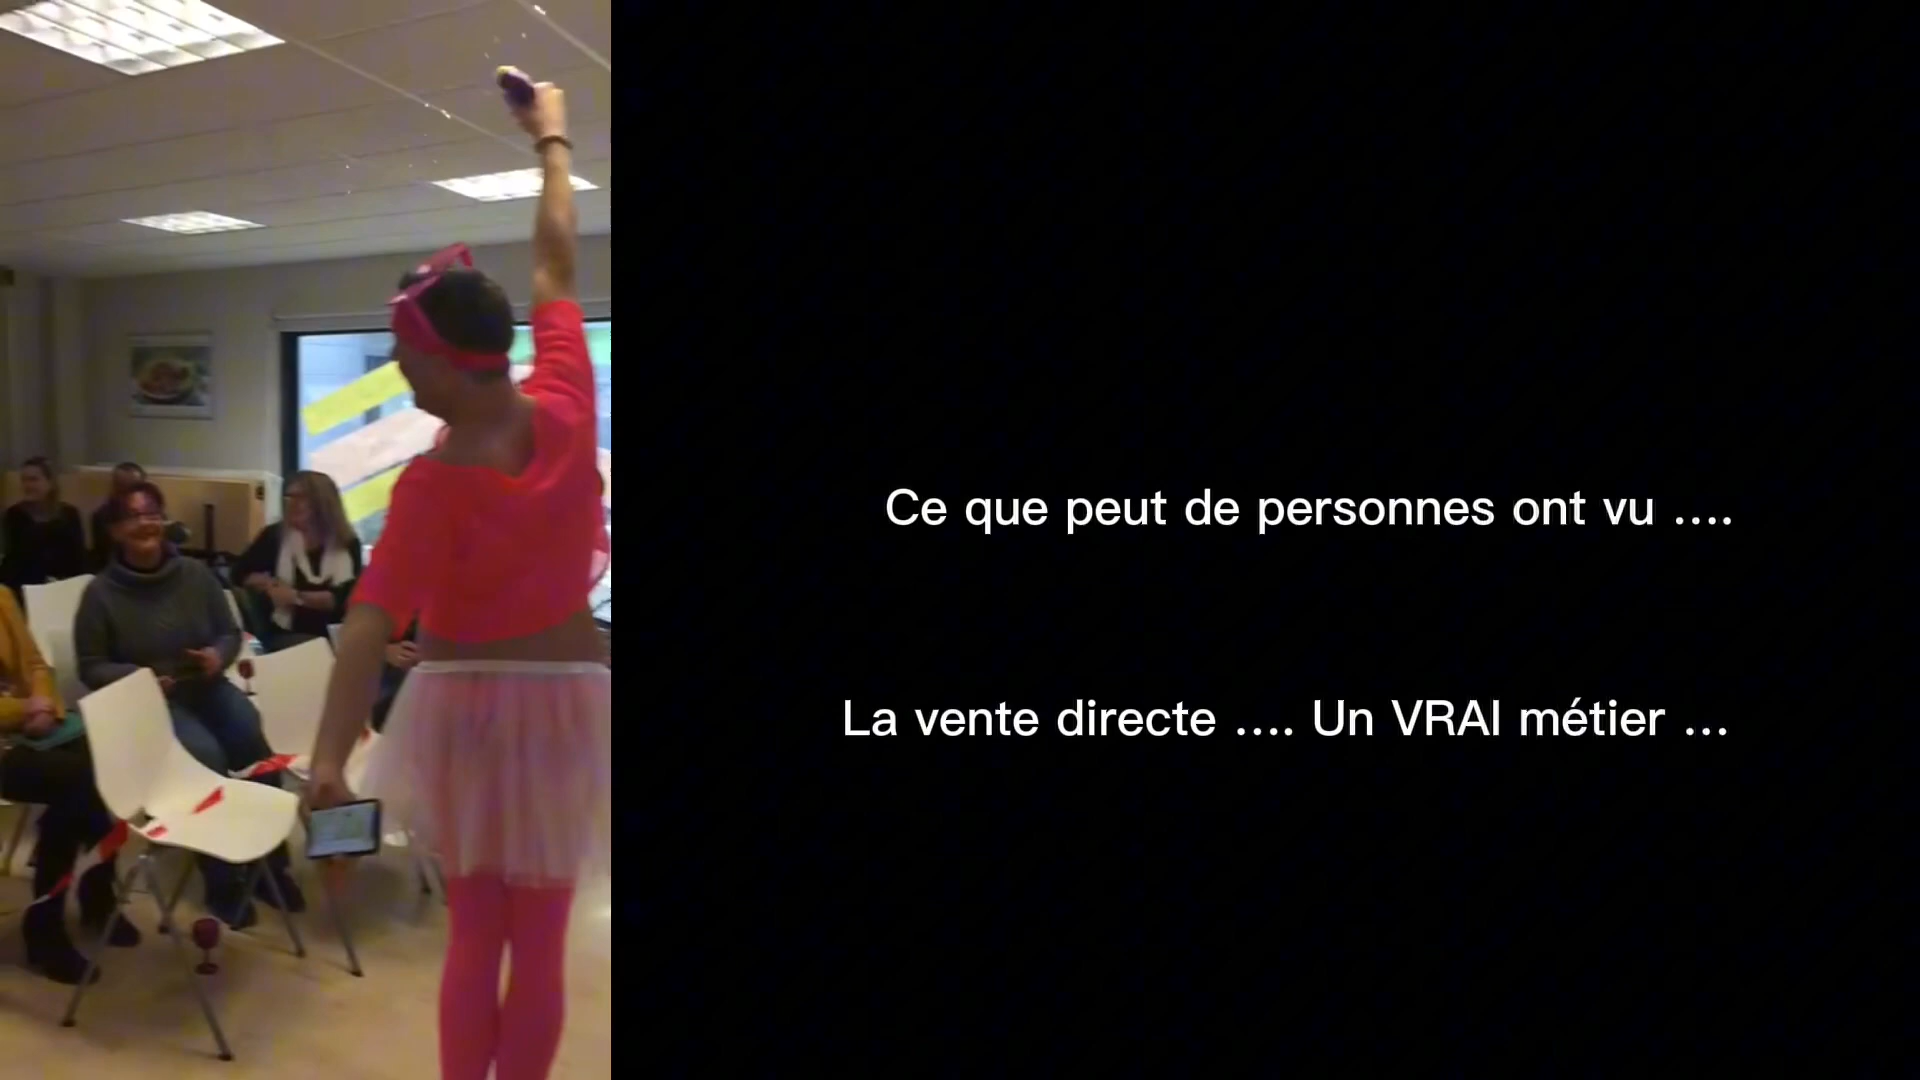 Ce que peut de personnes ont vu ....
La vente directe .... Un VRAI métier ...